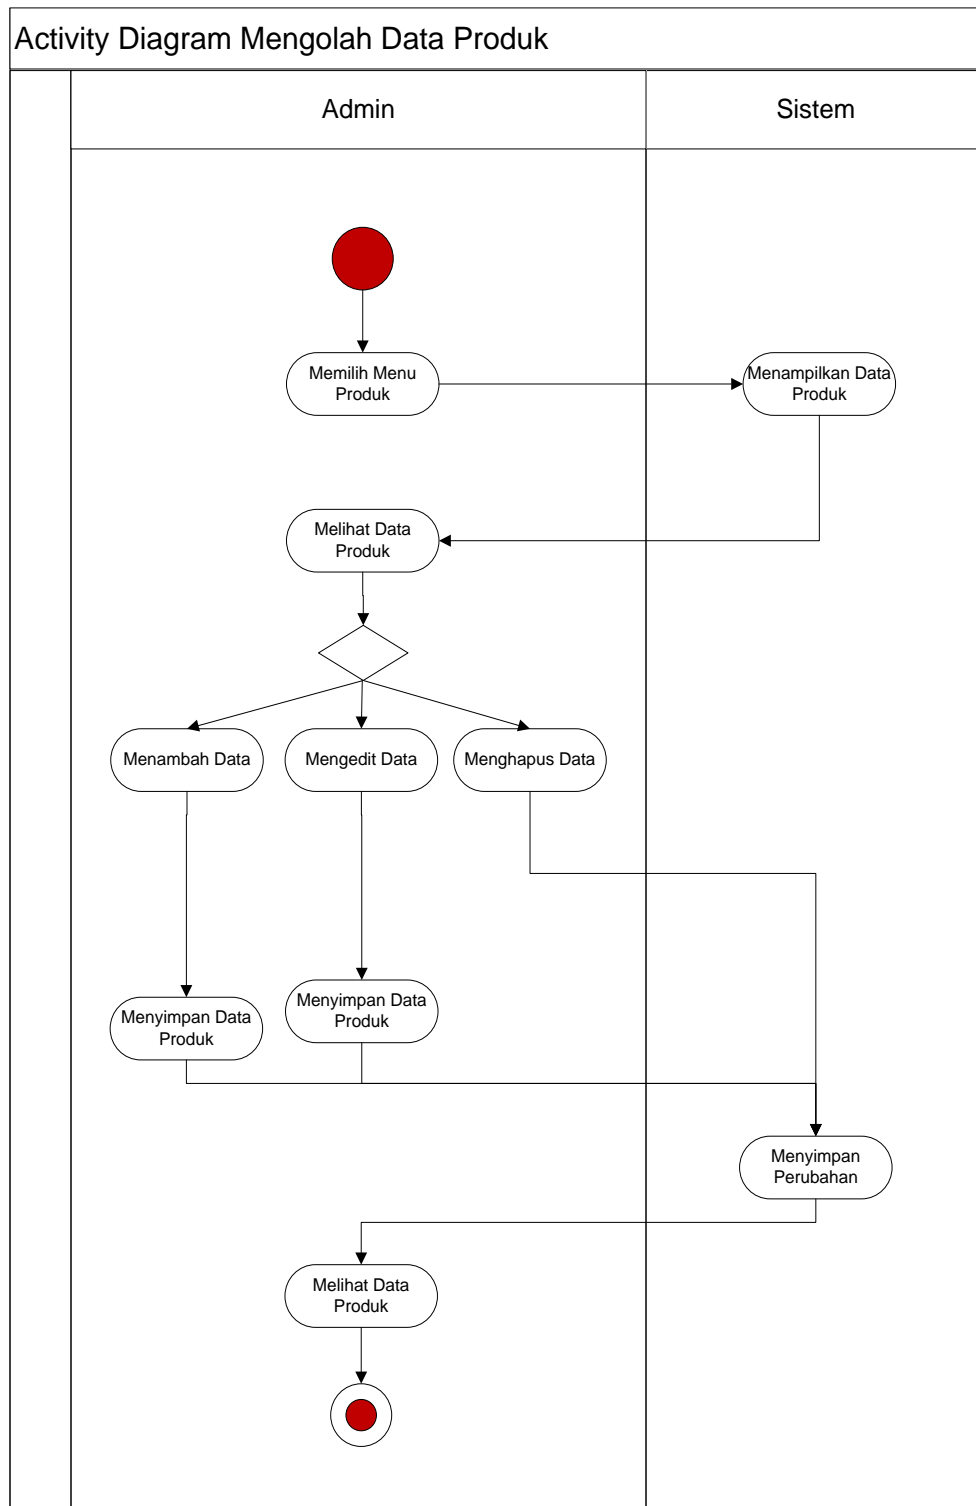 Activity Diagram Mengolah Data Produk
Admin
Sistem
Memilih Menu
Produk
Menampilkan Data
Produk
Melihat Data
Produk
Menambah Data
Mengedit Data
Menghapus Data
Menyimpan Data
Produk
Menyimpan Data
Produk
Menyimpan
Perubahan
Melihat Data
Produk